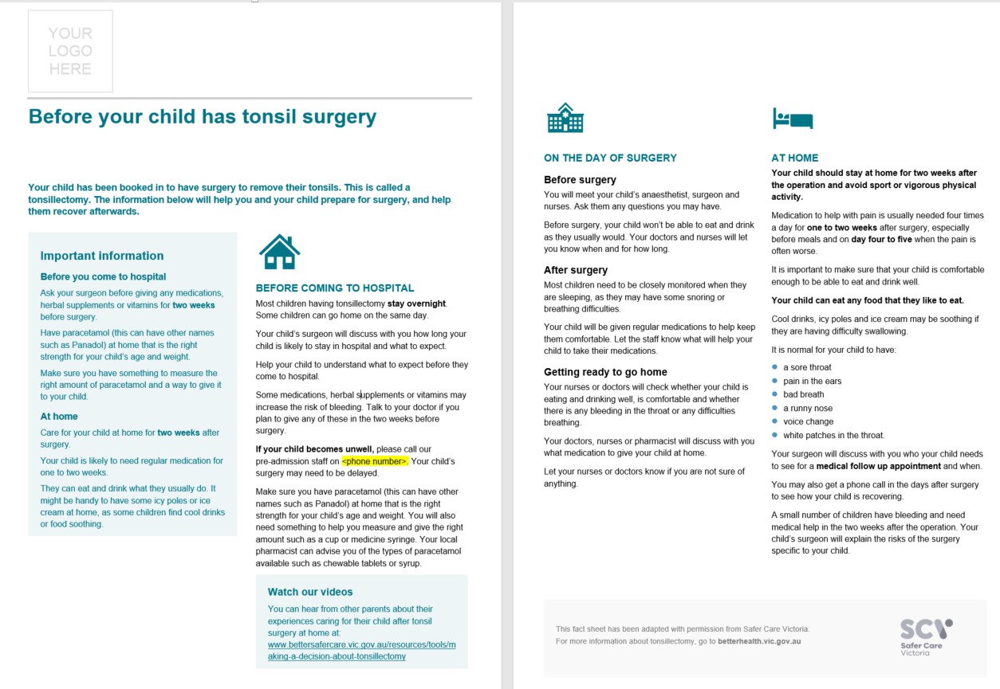 YOUR
LOGO
HERE
Before your child has tonsil surgery
Your child has been booked in to have surgery to remove their tonsils. This is called a
tonsillectomy. The information below will help you and your child prepare for surgery, and help
them recover afterwards.
Important information
Before you come to hospital
Ask your surgeon before giving any medications,
herbal supplements or vitamins for two weeks
before surgery.
Have paracetamol (this can have other names
such as Panadol) at home that is the right
strength for your child's age and weight.
Make sure you have something to measure the
right amount of paracetamol and a way to give it
to your child.
At home
Care for your child at home for two weeks after
surgery.
Your child is likely to need regular medication for
one to two weeks.
They can eat and drink what they usually do. It
might be handy to have some icy poles or ice
cream at home, as some children find cool drinks
or food soothing.
BEFORE COMING TO HOSPITAL
Most children having tonsillectomy stay overnight.
Some children can go home on the same day.
Your child's surgeon will discuss with you how long your
child is likely to stay in hospital and what to expect.
Help your child to understand what to expect before they
come to hospital.
Some medications, herbal supplements or vitamins may
increase the risk of bleeding. Talk to your doctor if you
plan to give any of these in the two weeks before
surgery.
If your child becomes unwell, please call our
pre-admission staff on <phone number>. Your child's
surgery may need to be delayed.
Make sure you have paracetamol (this can have other
names such as Panadol) at home that is the right
strength for your child's age and weight. You will also
need something to help you measure and give the right
amount such as a cup or medicine syringe. Your local
pharmacist can advise you of the types of paracetamol
available such as chewable tablets or syrup.
Watch our videos
You can hear from other parents about their
experiences caring for their child after tonsil
surgery at home at:
www.bettersafercare.vic.gov.au/resources/tools/m
aking-a-decision-about-tonsillectomy
ON THE DAY OF SURGERY
Before surgery
You will meet your child's anaesthetist, surgeon and
nurses. Ask them any questions you may have.
Before surgery, your child won't be able to eat and drink
as they usually would. Your doctors and nurses will let
you know when and for how long.
After surgery
Most children need to be closely monitored when they
are sleeping, as they may have some snoring or
breathing difficulties.
Your child will be given regular medications to help keep
them comfortable. Let the staff know what will help your
child to take their medications.
Getting ready to go home
Your nurses or doctors will check whether your child is
eating and drinking well, is comfortable and whether
there is any bleeding in the throat or any difficulties
breathing.
Your doctors, nurses or pharmacist will discuss with you
what medication to give your child at home.
Let your nurses or doctors know if you are not sure of
anything.
AT HOME
Your child should stay at home for two weeks after
the operation and avoid sport or vigorous physical
activity.
Medication to help with pain is usually needed four times
a day for one to two weeks after surgery, especially
before meals and on day four to five when the pain is
often worse.
It is important to make sure that your child is comfortable
enough to be able to eat and drink well.
Your child can eat any food that they like to eat.
Cool drinks, icy poles and ice cream may be soothing if
they are having difficulty swallowing.
It is normal for your child to have:
a sore throat
pain in the ears
bad breath
a runny nose
voice change
white patches in the throat.
Your surgeon will discuss with you who your child needs
to see for a medical follow up appointment and when.
You may also get a phone call in the days after surgery
to see how your child is recovering.
A small number of children have bleeding and need
medical help in the two weeks after the operation. Your
child's surgeon will explain the risks of the surgery
specific to your child.
This fact sheet has been adapted with permission from Safer Care Victoria.
For more information about tonsillectomy, go to betterhealth.vic.gov.au
SCV
Safer Care
Victoria